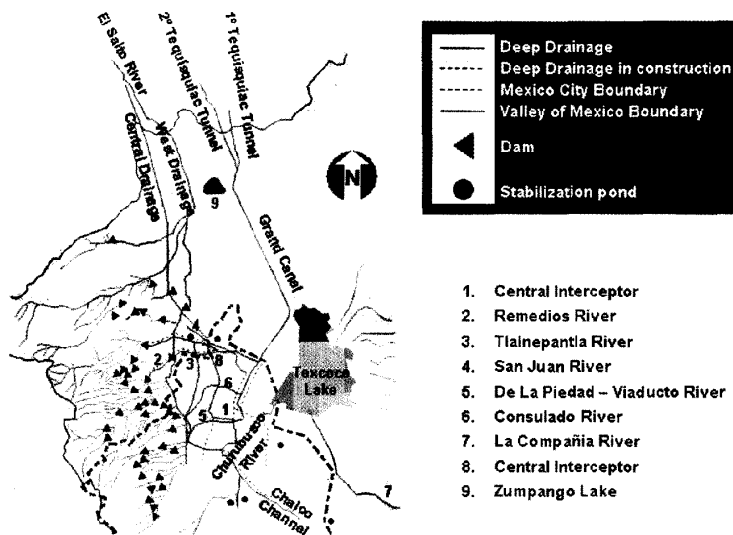 El Salto River
2º Tequisquiac Tunnel
1º Tequisquiac Tunnel
Central Drainage
West Drainage
9
N
Grand Canal
4
2
3
8
Texcoco
Lake
6
5
1
Churubusco
River
Chalco
Channel
7
Deep Drainage
Deep Drainage in construction
Mexico City Boundary
Valley of Mexico Boundary
Dam
Stabilization pond
1. Central Interceptor
2. Remedios River
3. Tlalnepantla River
4. San Juan River
5. De La Piedad – Viaducto River
6. Consulado River
7. La Compañia River
8. Central Interceptor
9. Zumpango Lake